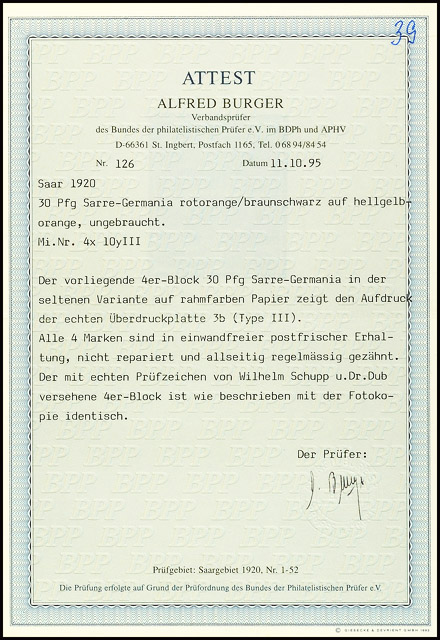 39
ATTEST
ALFRED BURGER
Verbandsprüfer
des Bundes der philatelistischen Prüfer e.V. im BDPh und APHV
D-66361 St. Ingbert, Postfach 1165, Tel. 0 68 94/84 54
Nr. 126 Datum 11.10.95
Saar 1920
30 Pfg Sarre-Germania rotorange/braunschwarz auf hellgelb-
orange, ungebraucht.
Mi.Nr. 4x 10yIII
Der vorliegende 4er-Block 30 Pfg Sarre-Germania in der
seltenen Variante auf rahmfarben Papier zeigt den Aufdruck
der echten Überdruckplatte 3b (Type III).
Alle 4 Marken sind in einwandfreier postfrischer Erhal-
tung, nicht repariert und allseitig regelmässig gezähnt.
Der mit echten Prüfzeichen von Wilhelm Schupp u.Dr.Dub
versehene 4er-Block ist wie beschrieben mit der Fotoko-
pie identisch.
Der Prüfer:
Prüfgebiet: Saargebiet 1920, Nr. 1-52
Die Prüfung erfolgte auf Grund der Prüfordnung des Bundes der Philatelistischen Prüfer e.V.